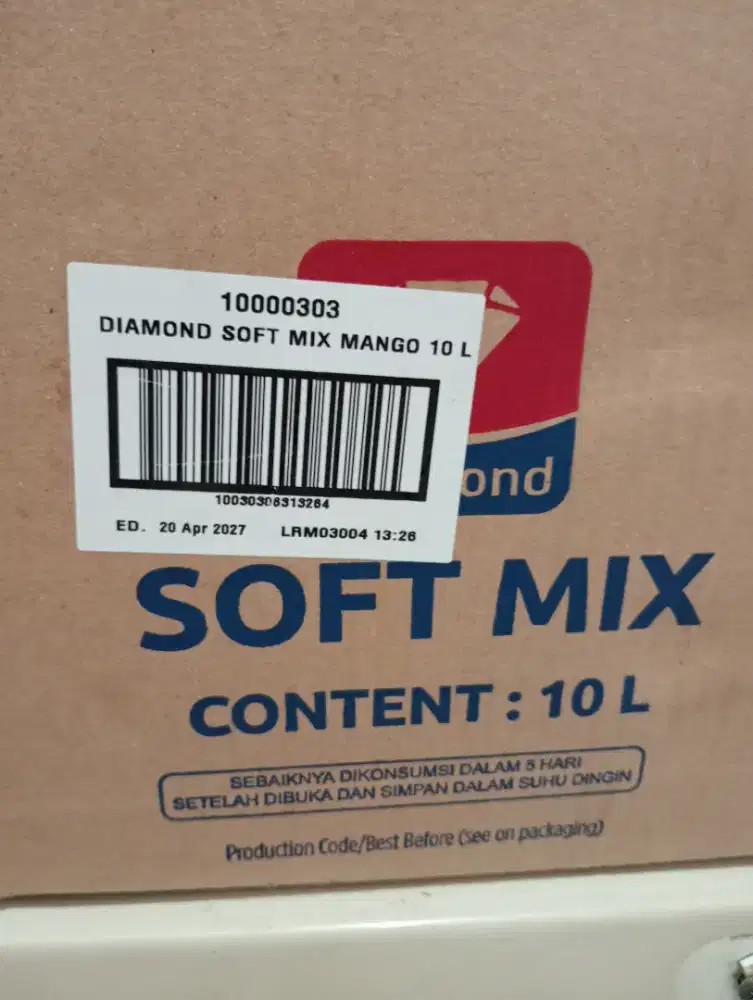 10000303
DIAMOND SOFT MIX MANGO 10 L
10030306313264
ED. 20 Apr 2027 LRM03004 13:26
ond
SOFT MIX
CONTENT : 10 L
SEBAIKNYA DIKONSUMSI DALAM 5 HARI
SETELAH DIBUKA DAN SIMPAN DALAM SUHU DINGIN
Production Code/Best Before (see on packaging)